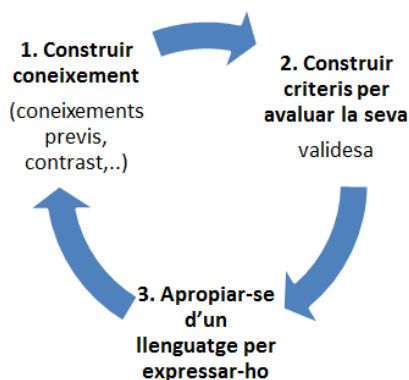 1. Construir
coneixement
(coneixements
previs,
contrast,..)
2. Construir
criteris per
avaluar la seva
validesa
3. Apropiar-se
d’un
llenguatge per
expressar-ho